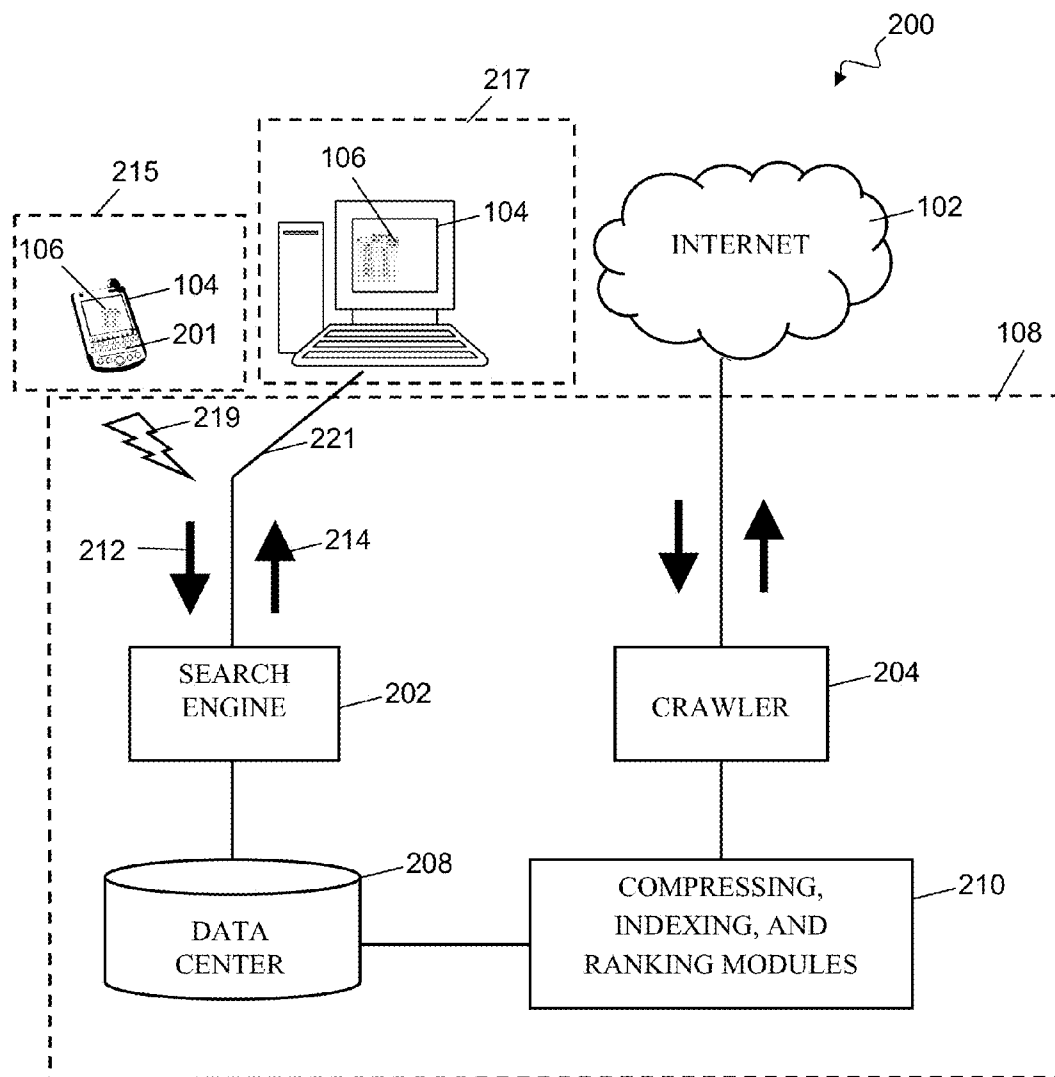 200
217
215
106
104
102
INTERNET
106
104
201
108
219
221
212
214
SEARCH
ENGINE
202
204
CRAWLER
208
DATA
CENTER
COMPRESSING,
INDEXING, AND
RANKING MODULES
210